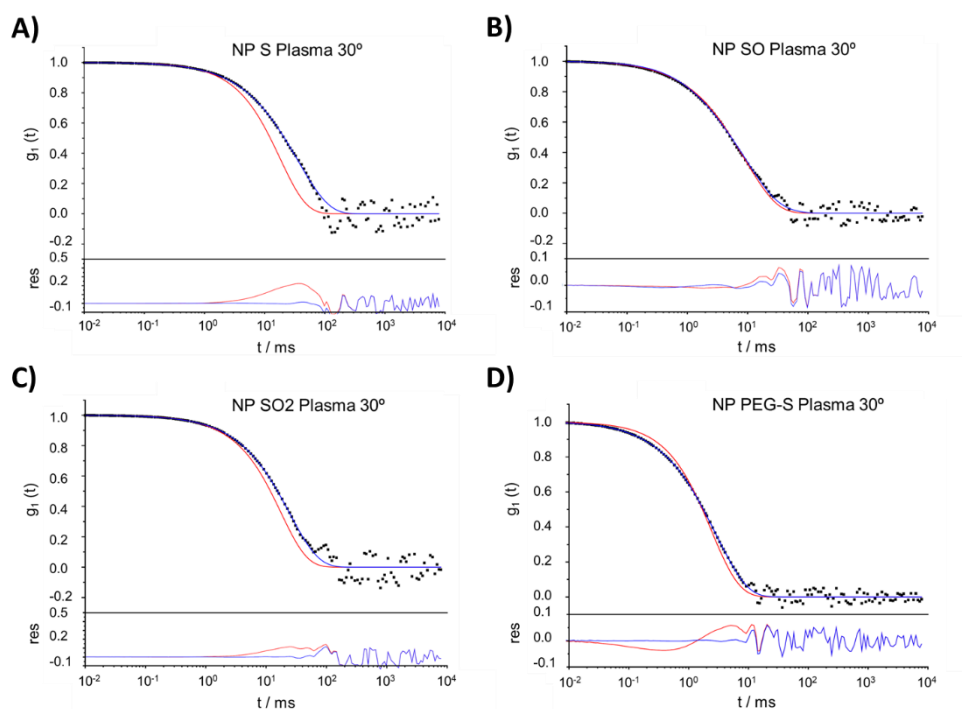 A)
NP S Plasma 30º
1.0
0.8
0.6
0.4
0.2
0.0
-0.2
g₁ (t)
0.5
0.2
-0.1
res
10⁻² 10⁻¹ 10⁰ 10¹ 10² 10³ 10⁴
t / ms
B)
NP SO Plasma 30º
1.0
0.8
0.6
0.4
0.2
0.0
-0.2
g₁ (t)
0.1
0.0
-0.1
res
10⁻² 10⁻¹ 10⁰ 10¹ 10² 10³ 10⁴
t / ms
C)
NP SO2 Plasma 30º
1.0
0.8
0.6
0.4
0.2
0.0
-0.2
g₁ (t)
0.5
0.2
-0.1
res
10⁻² 10⁻¹ 10⁰ 10¹ 10² 10³ 10⁴
t / ms
D)
NP PEG-S Plasma 30º
1.0
0.8
0.6
0.4
0.2
0.0
g₁ (t)
0.1
0.0
-0.1
res
10⁻² 10⁻¹ 10⁰ 10¹ 10² 10³ 10⁴
t / ms